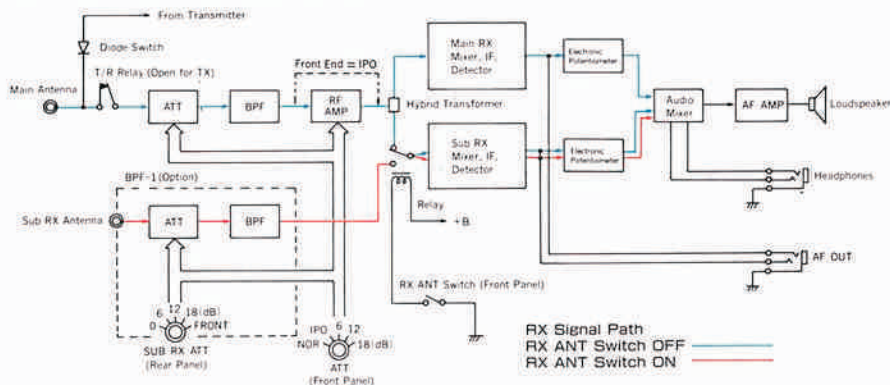 From Transmitter
Diode Switch
T/R Relay (Open for TX)
Main Antenna
ATT
BPF
Front End = IPO
RF
AMP
Hybrid Transformer
Main RX
Mixer, IF,
Detector
Sub RX
Mixer, IF,
Detector
Electronic
Potentiometer
Electronic
Potentiometer
Audio
Mixer
AF AMP
Loudspeaker
Headphones
AF OUT
BPF-1 (Option)
Sub RX Antenna
ATT
BPF
Relay
+B
RX ANT Switch (Front Panel)
0 6 12 18(dB)
FRONT
SUB RX ATT
(Rear Panel)
NOR IPO 6 12
18(dB)
ATT
(Front Panel)
RX Signal Path
RX ANT Switch OFF
RX ANT Switch ON